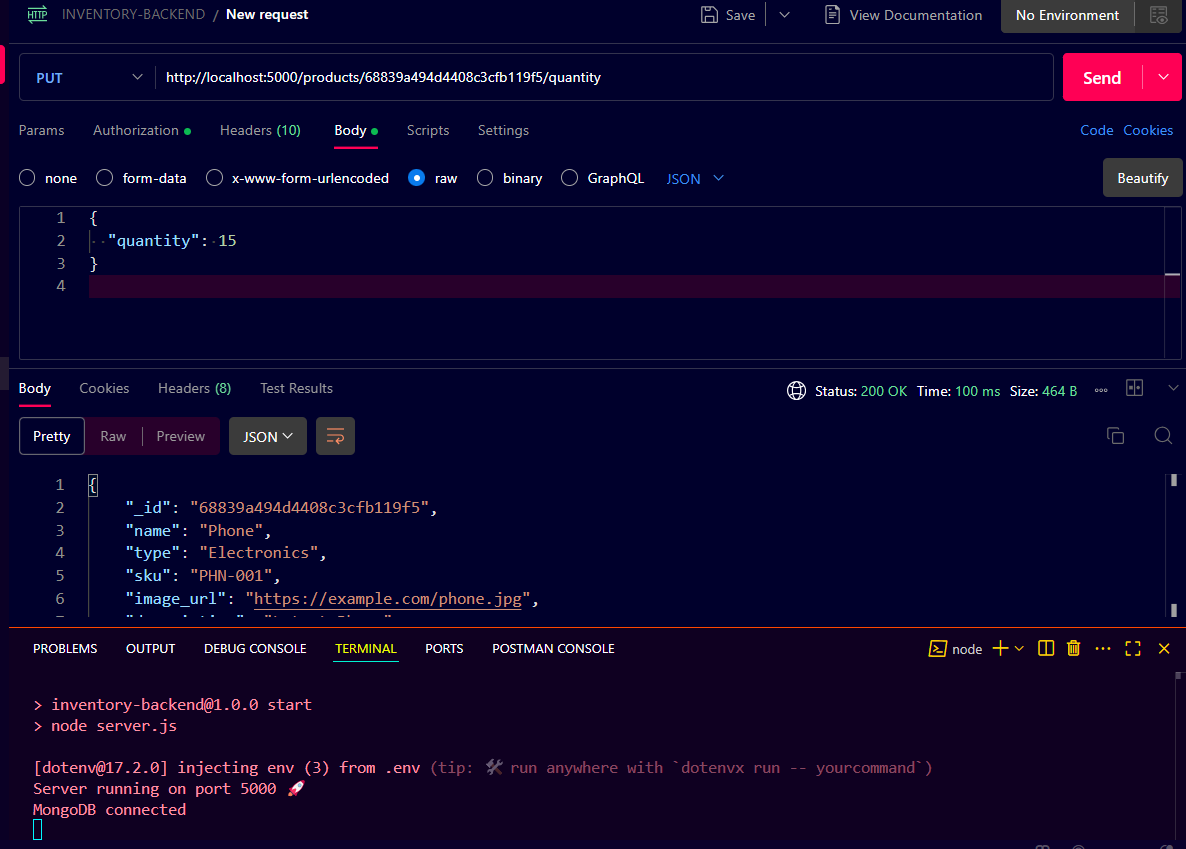 HTTP INVENTORY-BACKEND / New request Save View Documentation No Environment
PUT http://localhost:5000/products/68839a494d4408c3cfb119f5/quantity Send
Params Authorization Headers (10) Body Scripts Settings Code Cookies
none form-data x-www-form-urlencoded raw binary GraphQL JSON Beautify
1 {
2 "quantity": 15
3 }
4
Body Cookies Headers (8) Test Results Status: 200 OK Time: 100 ms Size: 464 B
Pretty Raw Preview JSON
1 {
2 "_id": "68839a494d4408c3cfb119f5",
3 "name": "Phone",
4 "type": "Electronics",
5 "sku": "PHN-001",
6 "image_url": "https://example.com/phone.jpg",
PROBLEMS OUTPUT DEBUG CONSOLE TERMINAL PORTS POSTMAN CONSOLE node
> inventory-backend@1.0.0 start
> node server.js
[dotenv@17.2.0] injecting env (3) from .env (tip: 🛠️ run anywhere with `dotenvx run -- yourcommand`)
Server running on port 5000 🚀
MongoDB connected